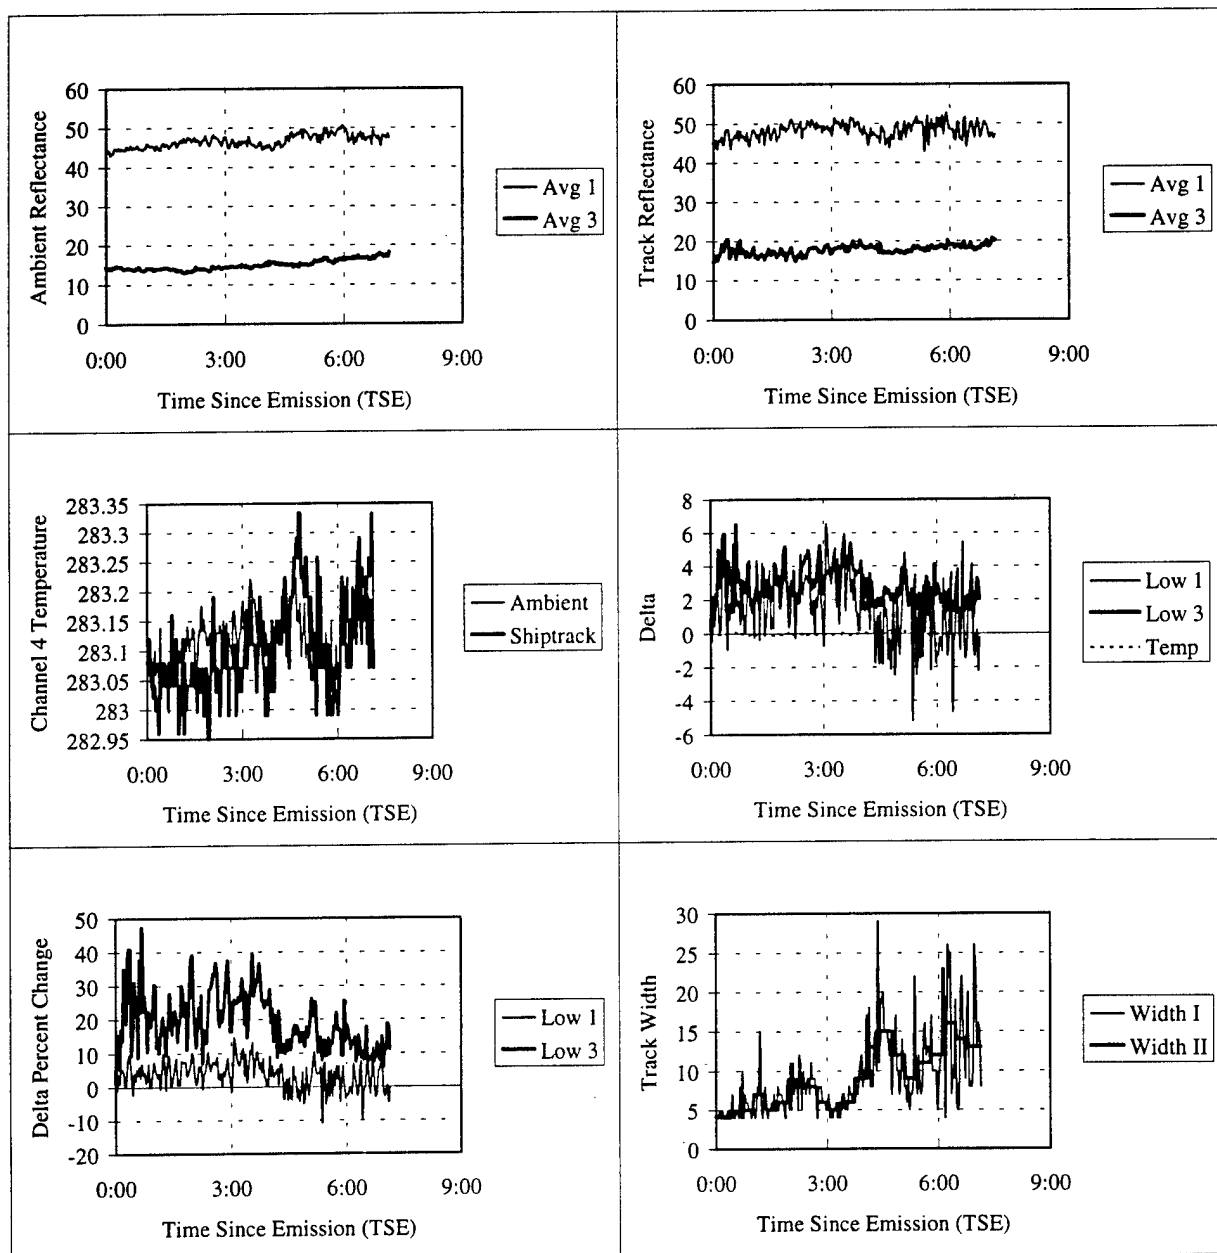 60
50
40
30
20
10
0
Ambient Reflectance
0:00 3:00 6:00 9:00
Time Since Emission (TSE)
Avg 1
Avg 3
60
50
40
30
20
10
0
Track Reflectance
0:00 3:00 6:00 9:00
Time Since Emission (TSE)
Avg 1
Avg 3
283.35
283.3
283.25
283.2
283.15
283.1
283.05
283
282.95
Channel 4 Temperature
0:00 3:00 6:00 9:00
Time Since Emission (TSE)
Ambient
Shiptrack
8
6
4
2
0
-2
-4
-6
Delta
0:00 3:00 6:00 9:00
Time Since Emission (TSE)
Low 1
Low 3
Temp
50
40
30
20
10
0
-10
-20
Delta Percent Change
0:00 3:00 6:00 9:00
Time Since Emission (TSE)
Low 1
Low 3
30
25
20
15
10
5
0
Track Width
0:00 3:00 6:00 9:00
Time Since Emission (TSE)
Width I
Width II